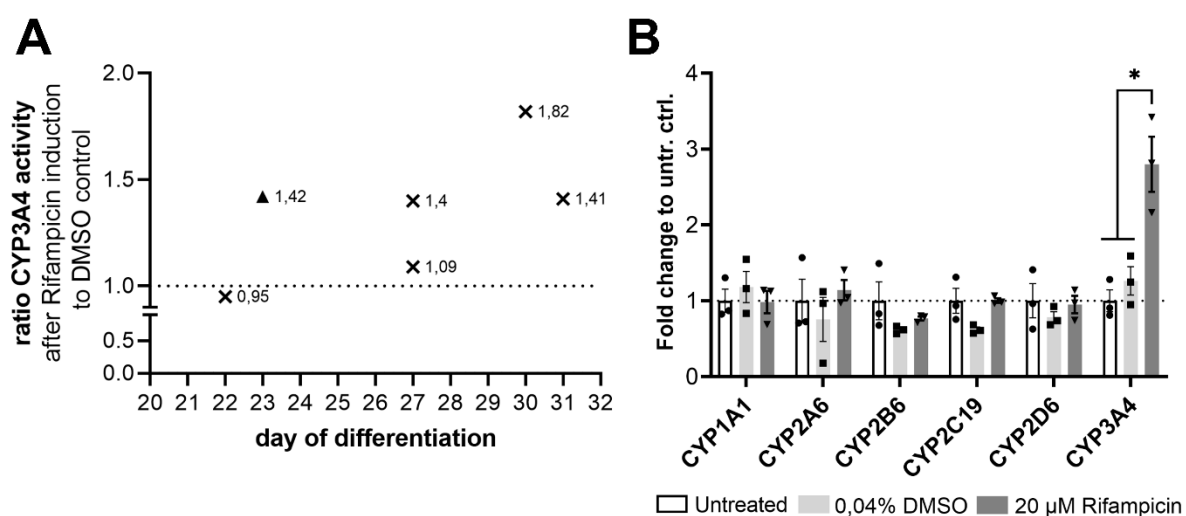 A
ratio CYP3A4 activity
after Rifampicin induction
to DMSO control
2.0
1.5
1.0
0.5
0.0
1,82
1,42
1,4
1,41
1,09
0,95
20 21 22 23 24 25 26 27 28 29 30 31 32
day of differentiation
B
Fold change to untr. ctrl.
4
3
2
1
0
*
CYP1A1
CYP2A6
CYP2B6
CYP2C19
CYP2D6
CYP3A4
Untreated 0,04% DMSO 20 µM Rifampicin